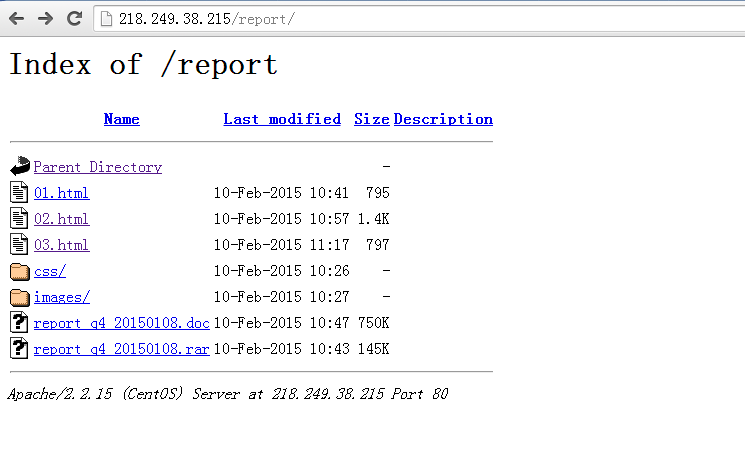 218.249.38.215/report/
Index of /report
Name Last modified Size Description
Parent Directory -
01.html 10-Feb-2015 10:41 795
02.html 10-Feb-2015 10:57 1.4K
03.html 10-Feb-2015 11:17 797
css/ 10-Feb-2015 10:26 -
images/ 10-Feb-2015 10:27 -
report_q4_20150108.doc 10-Feb-2015 10:47 750K
report_q4_20150108.rar 10-Feb-2015 10:43 145K
Apache/2.2.15 (CentOS) Server at 218.249.38.215 Port 80